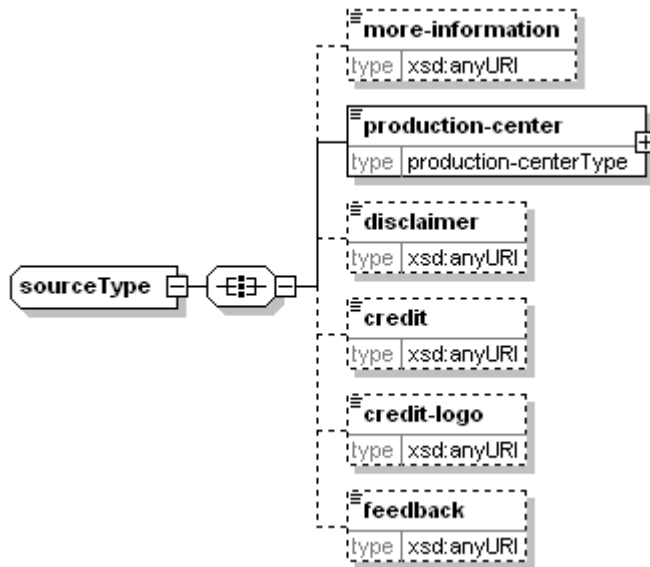 more-information
type xsd:anyURI
production-center
type production-centerType
disclaimer
type xsd:anyURI
sourceType
credit
type xsd:anyURI
credit-logo
type xsd:anyURI
feedback
type xsd:anyURI